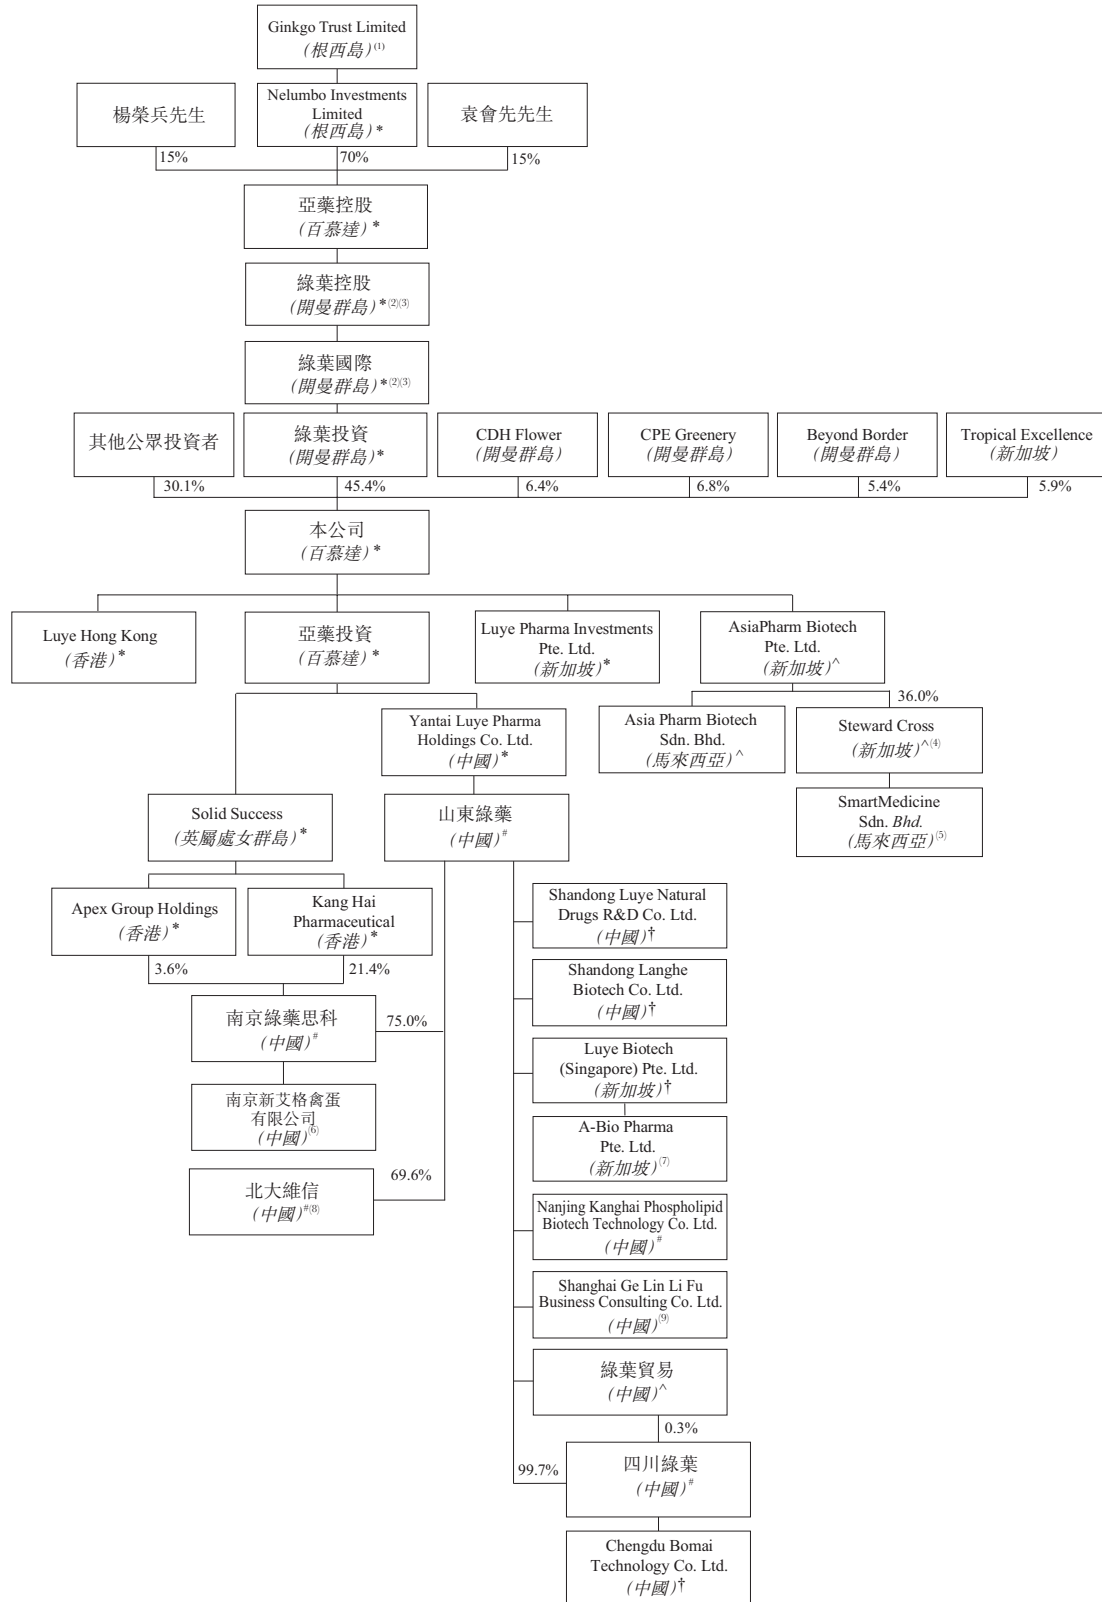 Ginkgo Trust Limited
(根西島)(1)
楊榮兵先生
Nelumbo Investments
Limited
(根西島)*
袁會先先生
15%
70%
15%
亞藥控股
(百慕達)*
綠葉控股
(開曼群島)*(2)(3)
綠葉國際
(開曼群島)*(2)(3)
其他公眾投資者
綠葉投資
(開曼群島)*
CDH Flower
(開曼群島)
CPE Greenery
(開曼群島)
Beyond Border
(開曼群島)
Tropical Excellence
(新加坡)
30.1%
45.4%
6.4%
6.8%
5.4%
5.9%
本公司
(百慕達)*
Luye Hong Kong
(香港)*
亞藥投資
(百慕達)*
Luye Pharma Investments
Pte. Ltd.
(新加坡)*
AsiaPharm Biotech
Pte. Ltd.
(新加坡)^
36.0%
Yantai Luye Pharma
Holdings Co. Ltd.
(中國)*
Asia Pharm Biotech
Sdn. Bhd.
(馬來西亞)^
Steward Cross
(新加坡)^(4)
Solid Success
(英屬處女群島)*
山東綠藥
(中國)#
SmartMedicine
Sdn. Bhd.
(馬來西亞)(5)
Apex Group Holdings
(香港)*
Kang Hai
Pharmaceutical
(香港)*
Shandong Luye Natural
Drugs R&D Co. Ltd.
(中國)†
3.6%
21.4%
Shandong Langhe
Biotech Co. Ltd.
(中國)†
南京綠藥思科
(中國)#
75.0%
Luye Biotech
(Singapore) Pte. Ltd.
(新加坡)†
南京新艾格禽蛋
有限公司
(中國)(6)
A-Bio Pharma
Pte. Ltd.
(新加坡)(7)
北大維信
(中國)#(8)
69.6%
Nanjing Kanghai Phospholipid
Biotech Technology Co. Ltd.
(中國)#
Shanghai Ge Lin Li Fu
Business Consulting Co. Ltd.
(中國)(9)
綠葉貿易
(中國)^
0.3%
99.7%
四川綠葉
(中國)#
Chengdu Bomai
Technology Co. Ltd.
(中國)†